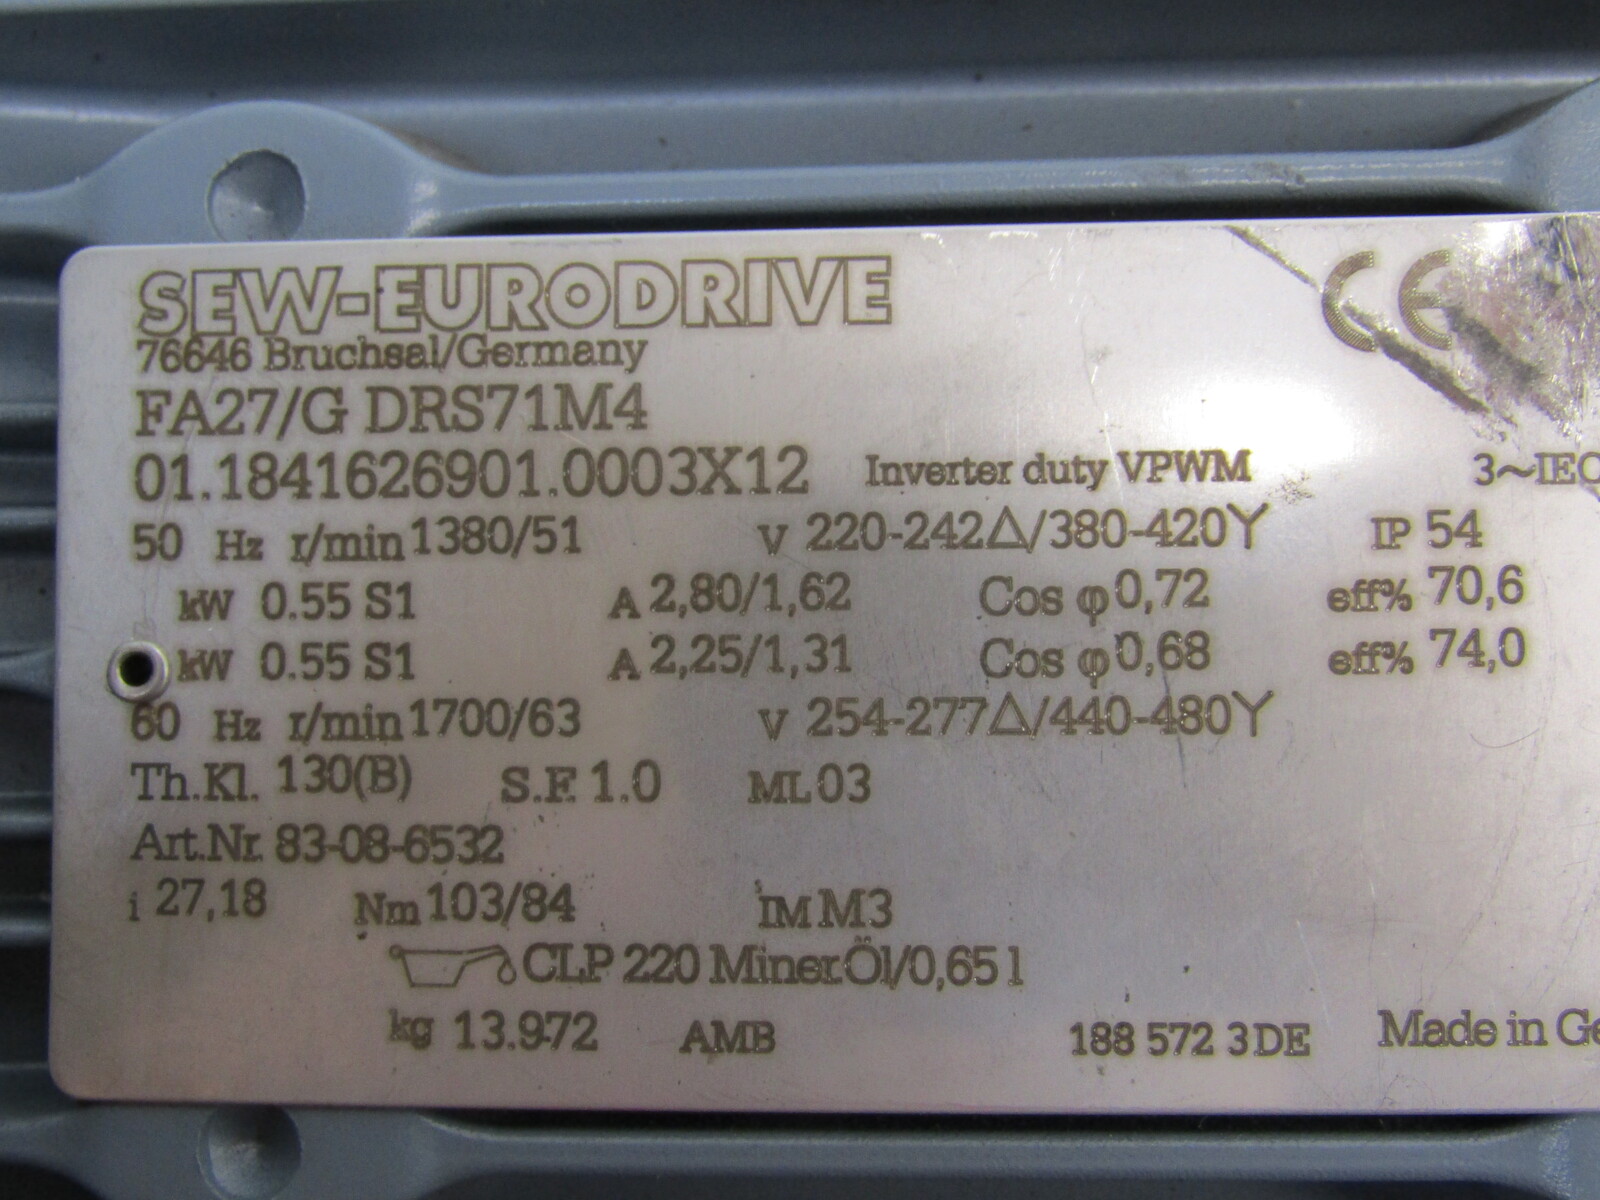 SEW-EURODRIVE CE
76646 Bruchsal/Germany
FA27/G DRS71M4
01.1841626901.0003X12 Inverter duty VPWM 3~IEC
50 Hz r/min 1380/51 V 220-242△/380-420Y IP 54
kW 0.55 S1 A 2,80/1,62 Cos φ 0,72 eff% 70,6
kW 0.55 S1 A 2,25/1,31 Cos φ 0,68 eff% 74,0
60 Hz r/min 1700/63 V 254-277△/440-480Y
Th.Kl. 130(B) S.F. 1.0 ML 03
Art.Nr. 83-08-6532
i 27,18 Nm 103/84 IM M3
CLP 220 Miner.Öl/0,65 l
kg 13.972 AMB 188 572 3 DE Made in Ge